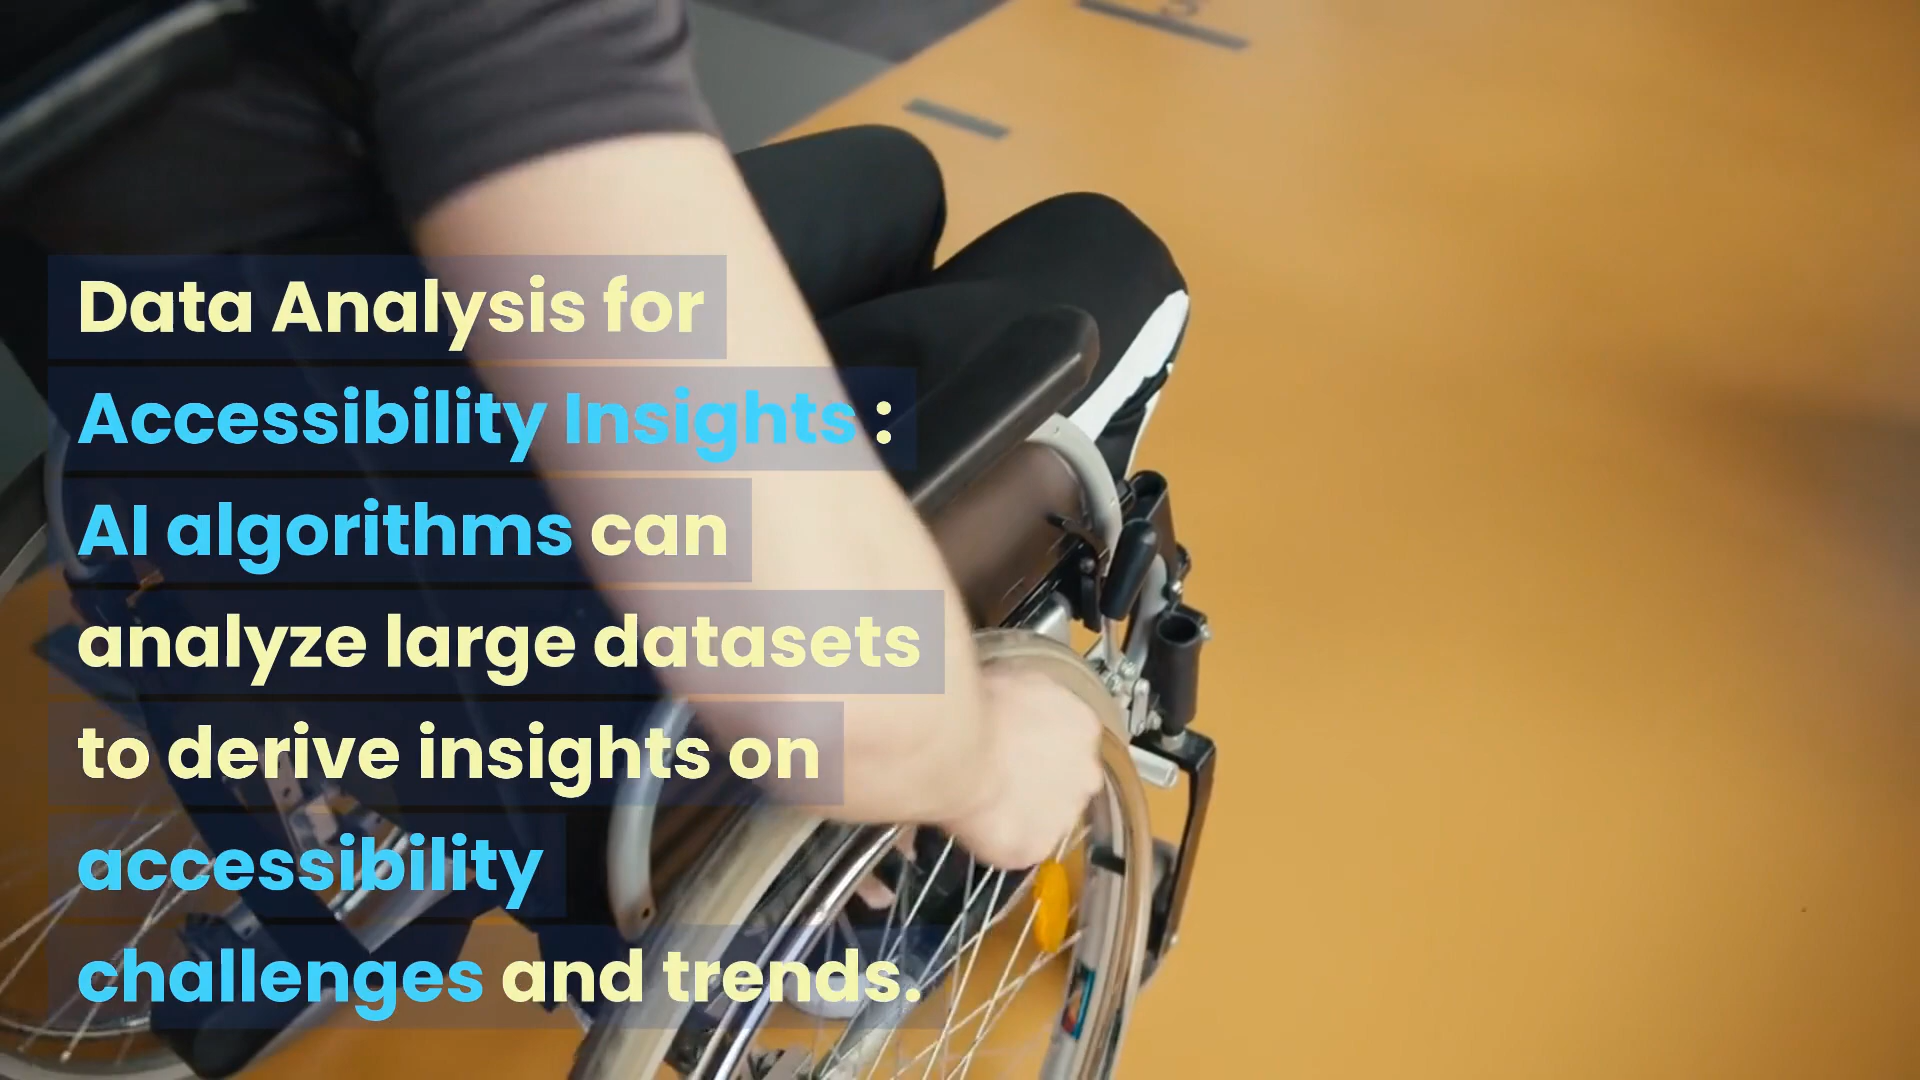 Data Analysis for
Accessibility Insights :
AI algorithms can
analyze large datasets
to derive insights on
accessibility
challenges and trends.